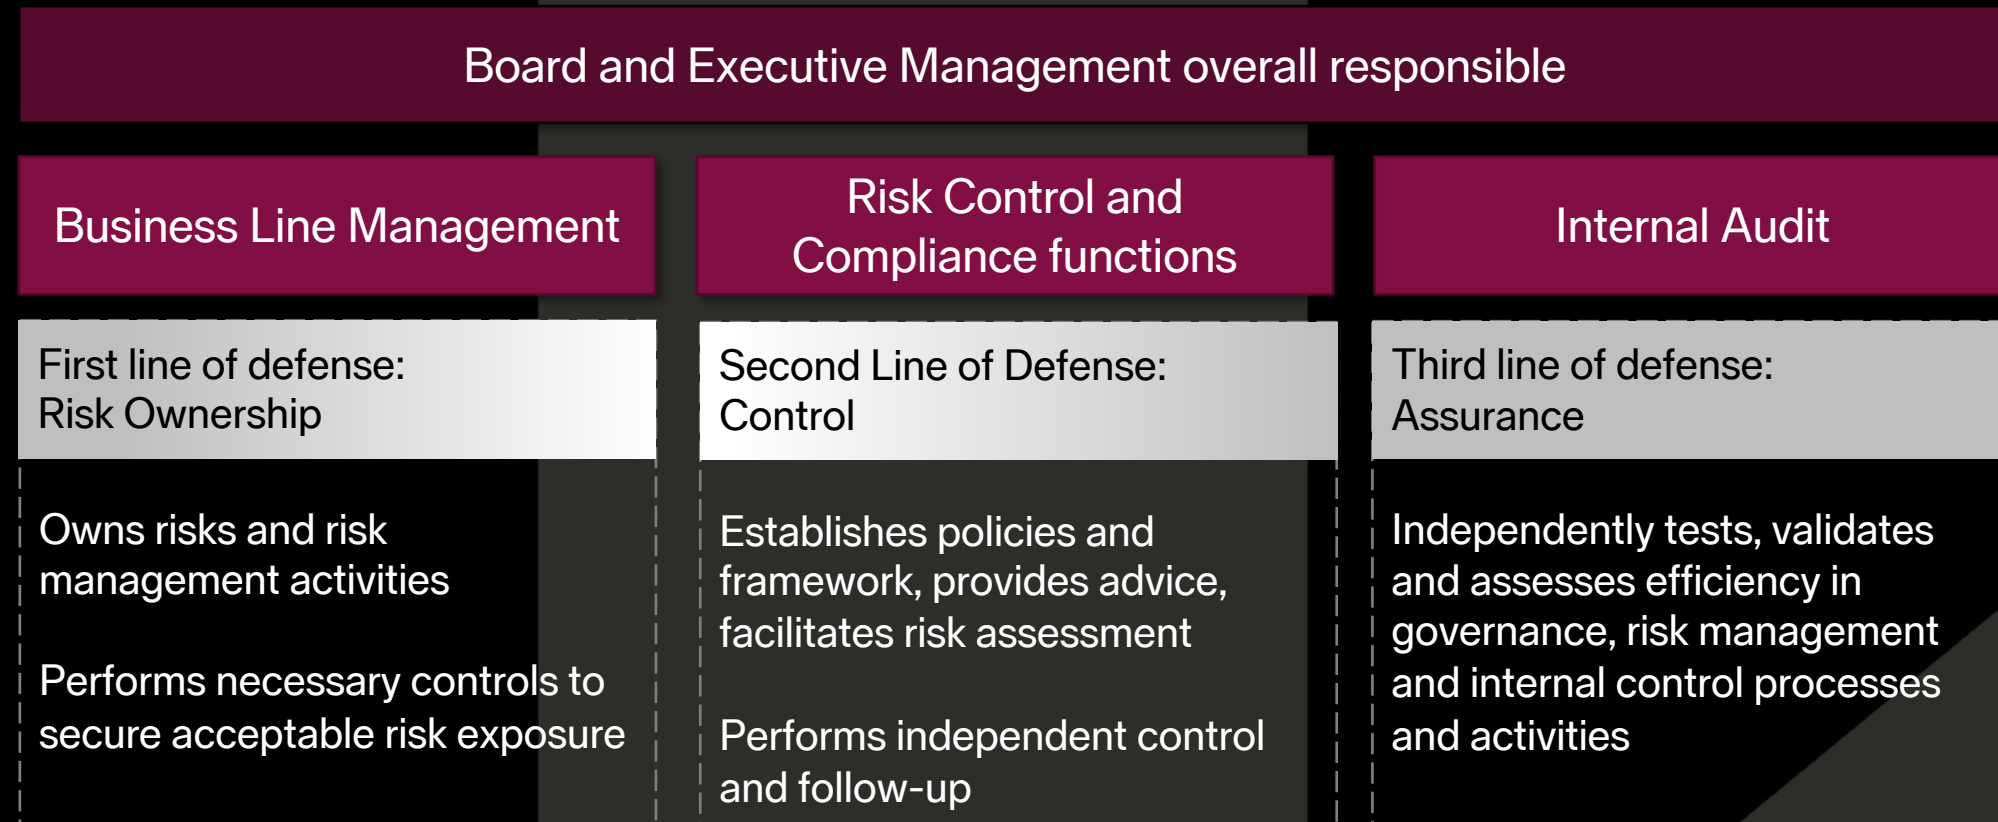 Board and Executive Management overall responsible
Business Line Management
First line of defense:
Risk Ownership
Owns risks and risk
management activities
Performs necessary controls to
secure acceptable risk exposure
Risk Control and
Compliance functions
Second Line of Defense:
Control
Establishes policies and
framework, provides advice,
facilitates risk assessment
Performs independent control
and follow-up
Internal Audit
Third line of defense:
Assurance
Independently tests, validates
and assesses efficiency in
governance, risk management
and internal control processes
and activities